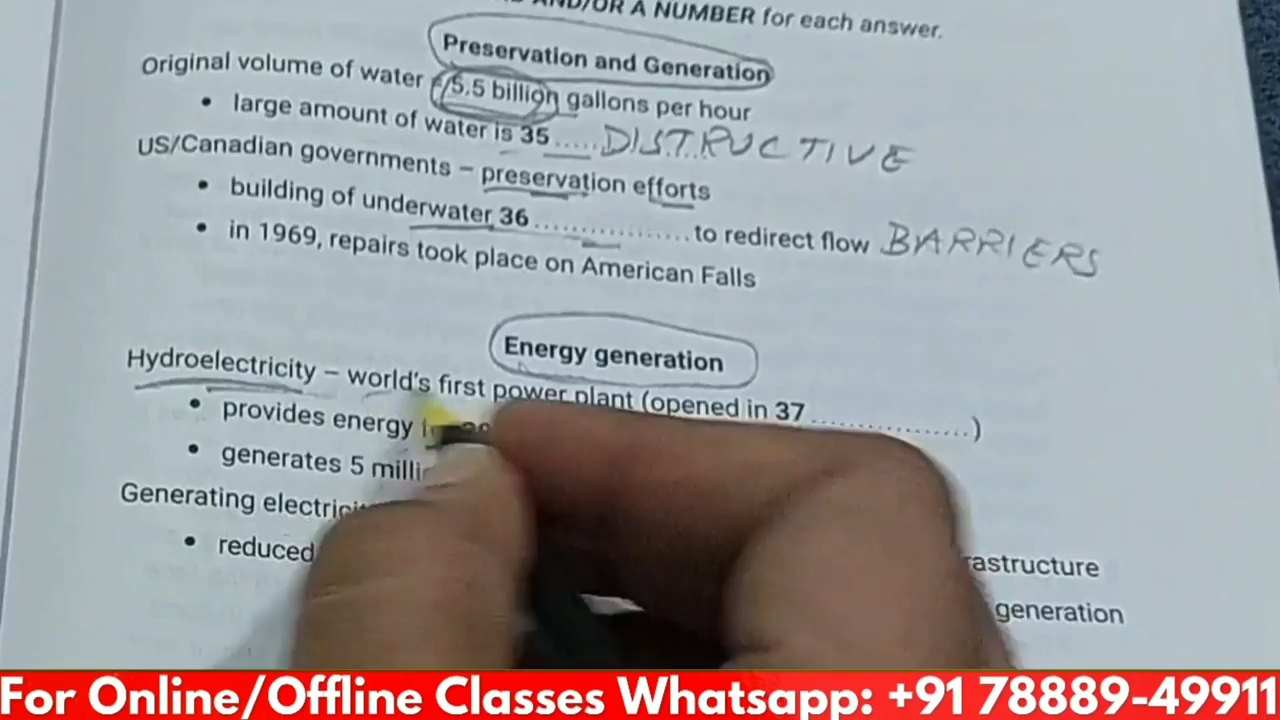 AND/OR A NUMBER for each answer.
Preservation and Generation
Original volume of water 5.5 billion gallons per hour
• large amount of water is 35 ..... DISTRUCTIVE
US/Canadian governments – preservation efforts
• building of underwater 36 ................ to redirect flow BARRIERS
• in 1969, repairs took place on American Falls
Energy generation
Hydroelectricity – world's first power plant (opened in 37 ................)
• provides energy
• generates 5
Generating
• reduced
generation
For Online/Offline Classes Whatsapp: +91 78889-49911